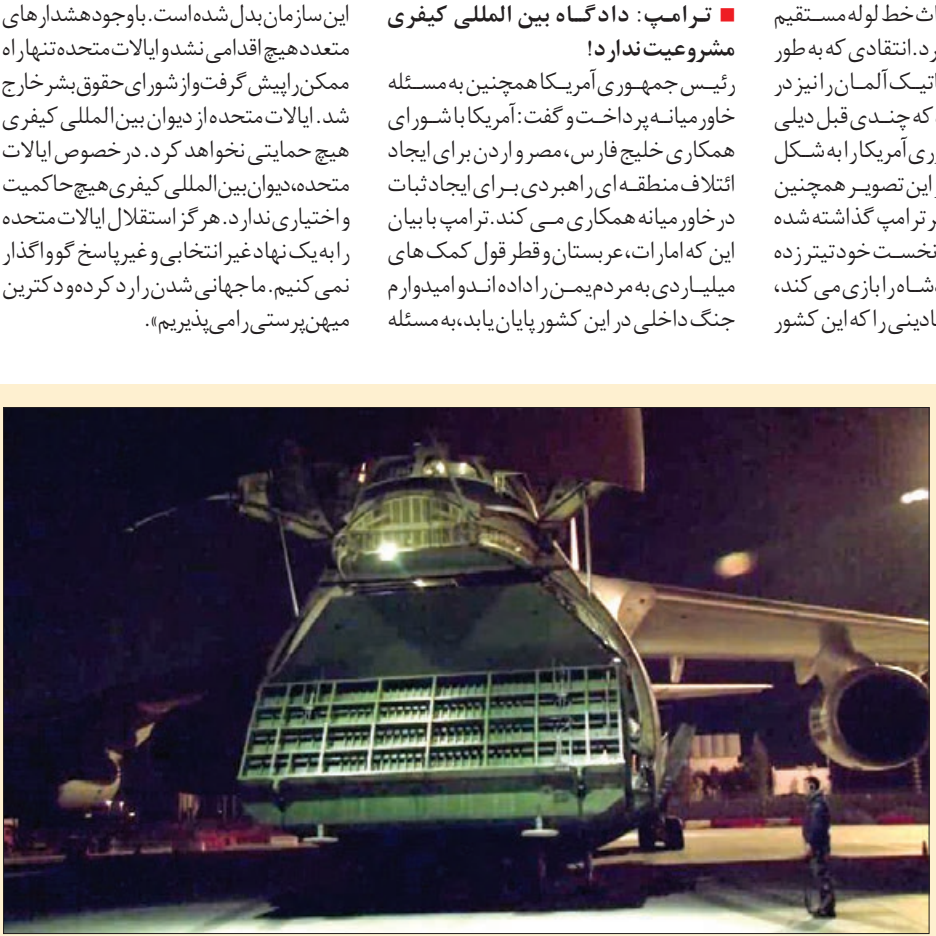 اث خط لوله مستقیم
رد. انتقادی که به طور
اتیک آلمان را نیز در
که چندی قبل دیلی
وری آمریکا را به شکل
این تصویر همچنین
ر ترامپ گذاشته شده
نخست خود تیتر زده
شاه را بازی می کند،
ادینی را که این کشور
ترامپ: دادگاه بین المللی کیفری
مشروعیت ندارد!
رئیس جمهوری آمریکا همچنین به مسئله
خاورمیانه پرداخت و گفت: آمریکا با شورای
همکاری خلیج فارس، مصر و اردن برای ایجاد
ائتلاف منطقه ای راهبردی برای ایجاد ثبات
در خاورمیانه همکاری می کند. ترامپ با بیان
این که امارات، عربستان و قطر قول کمک های
میلیاردی به مردم یمن را داده اند و امیدوارم
جنگ داخلی در این کشور پایان یابد، به مسئله
این سازمان بدل شده است. با وجود هشدارهای
متعدد هیچ اقدامی نشد و ایالات متحده تنها راه
ممکن را پیش گرفت و از شورای حقوق بشر خارج
شد. ایالات متحده از دیوان بین المللی کیفری
هیچ حمایتی نخواهد کرد. در خصوص ایالات
متحده، دیوان بین المللی کیفری هیچ حاکمیت
و اختیاری ندارد. هرگز استقلال ایالات متحده
را به یک نهاد غیر انتخابی و غیر پاسخ گو واگذار
نمی کنیم. ما جهانی شدن را رد کرده و دکترین
میهن پرستی را می پذیریم».